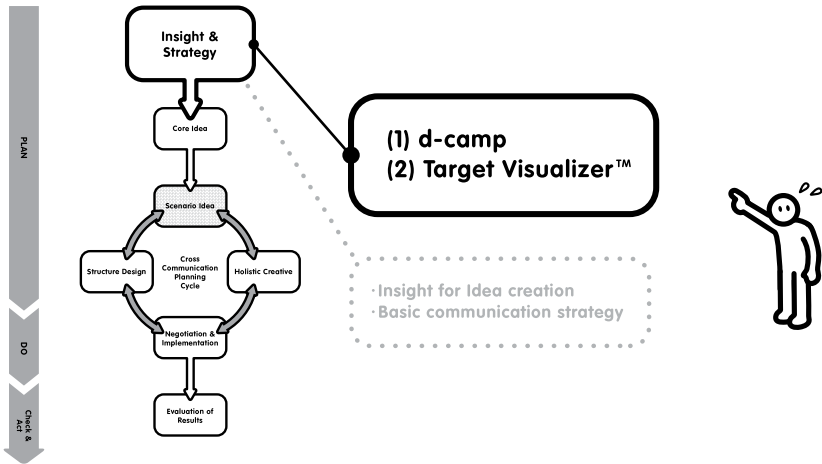 PLAN
DO
Check &
Act
Insight &
Strategy
Core Idea
Scenario Idea
Structure Design
Cross
Communication
Planning
Cycle
Holistic Creative
Negotiation &
Implementation
Evaluation of
Results
(1) d-camp
(2) Target Visualizer™
·Insight for Idea creation
·Basic communication strategy